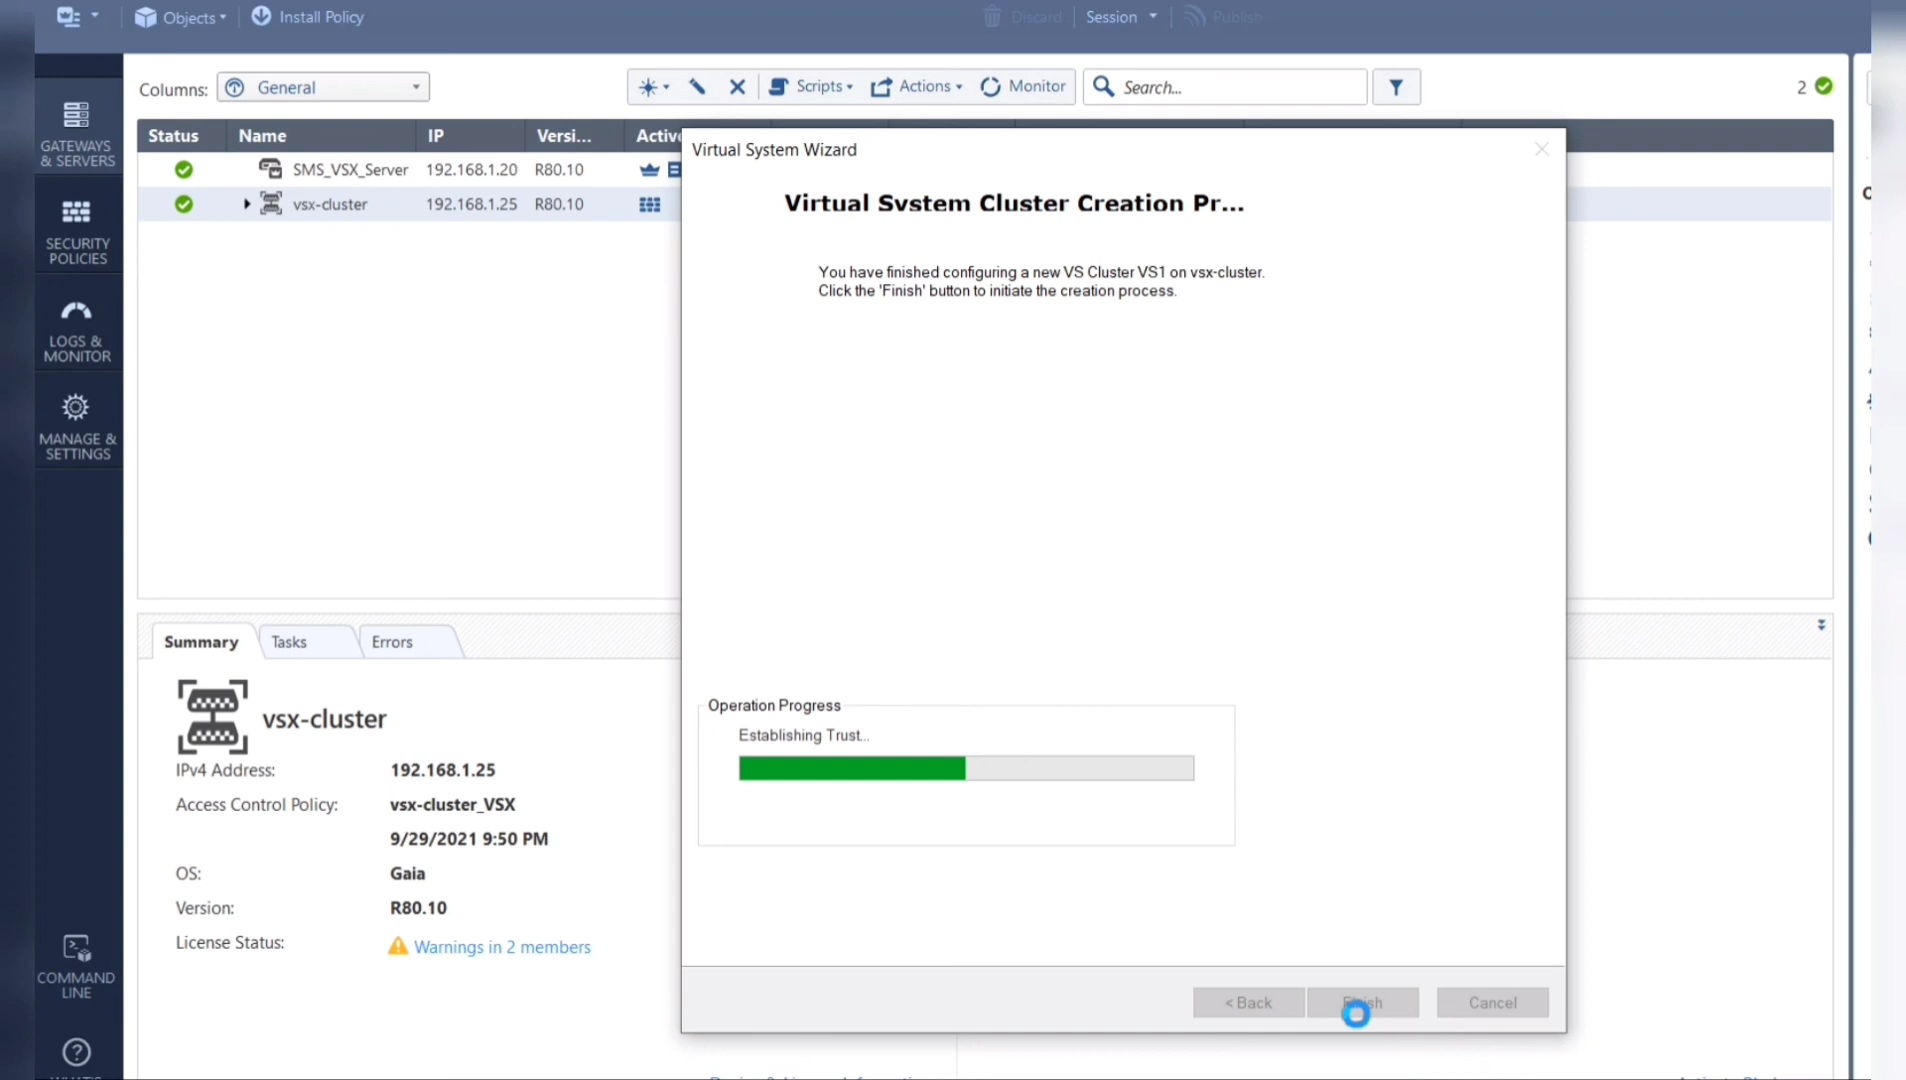 Objects
Install Policy
Discard
Session
Publish
Columns:
General
Scripts
Actions
Monitor
Search...
2
Status
Name
IP
Versi...
SMS_VSX_Server
192.168.1.20
R80.10
vsx-cluster
192.168.1.25
R80.10
GATEWAYS
& SERVERS
SECURITY
POLICIES
LOGS &
MONITOR
MANAGE &
SETTINGS
COMMAND
LINE
Virtual System Wizard
Virtual System Cluster Creation Pr...
You have finished configuring a new VS Cluster VS1 on vsx-cluster.
Click the 'Finish' button to initiate the creation process.
Operation Progress
Establishing Trust...
< Back
Finish
Cancel
Summary
Tasks
Errors
vsx-cluster
IPv4 Address:
192.168.1.25
Access Control Policy:
vsx-cluster_VSX
9/29/2021 9:50 PM
OS:
Gaia
Version:
R80.10
License Status:
Warnings in 2 members